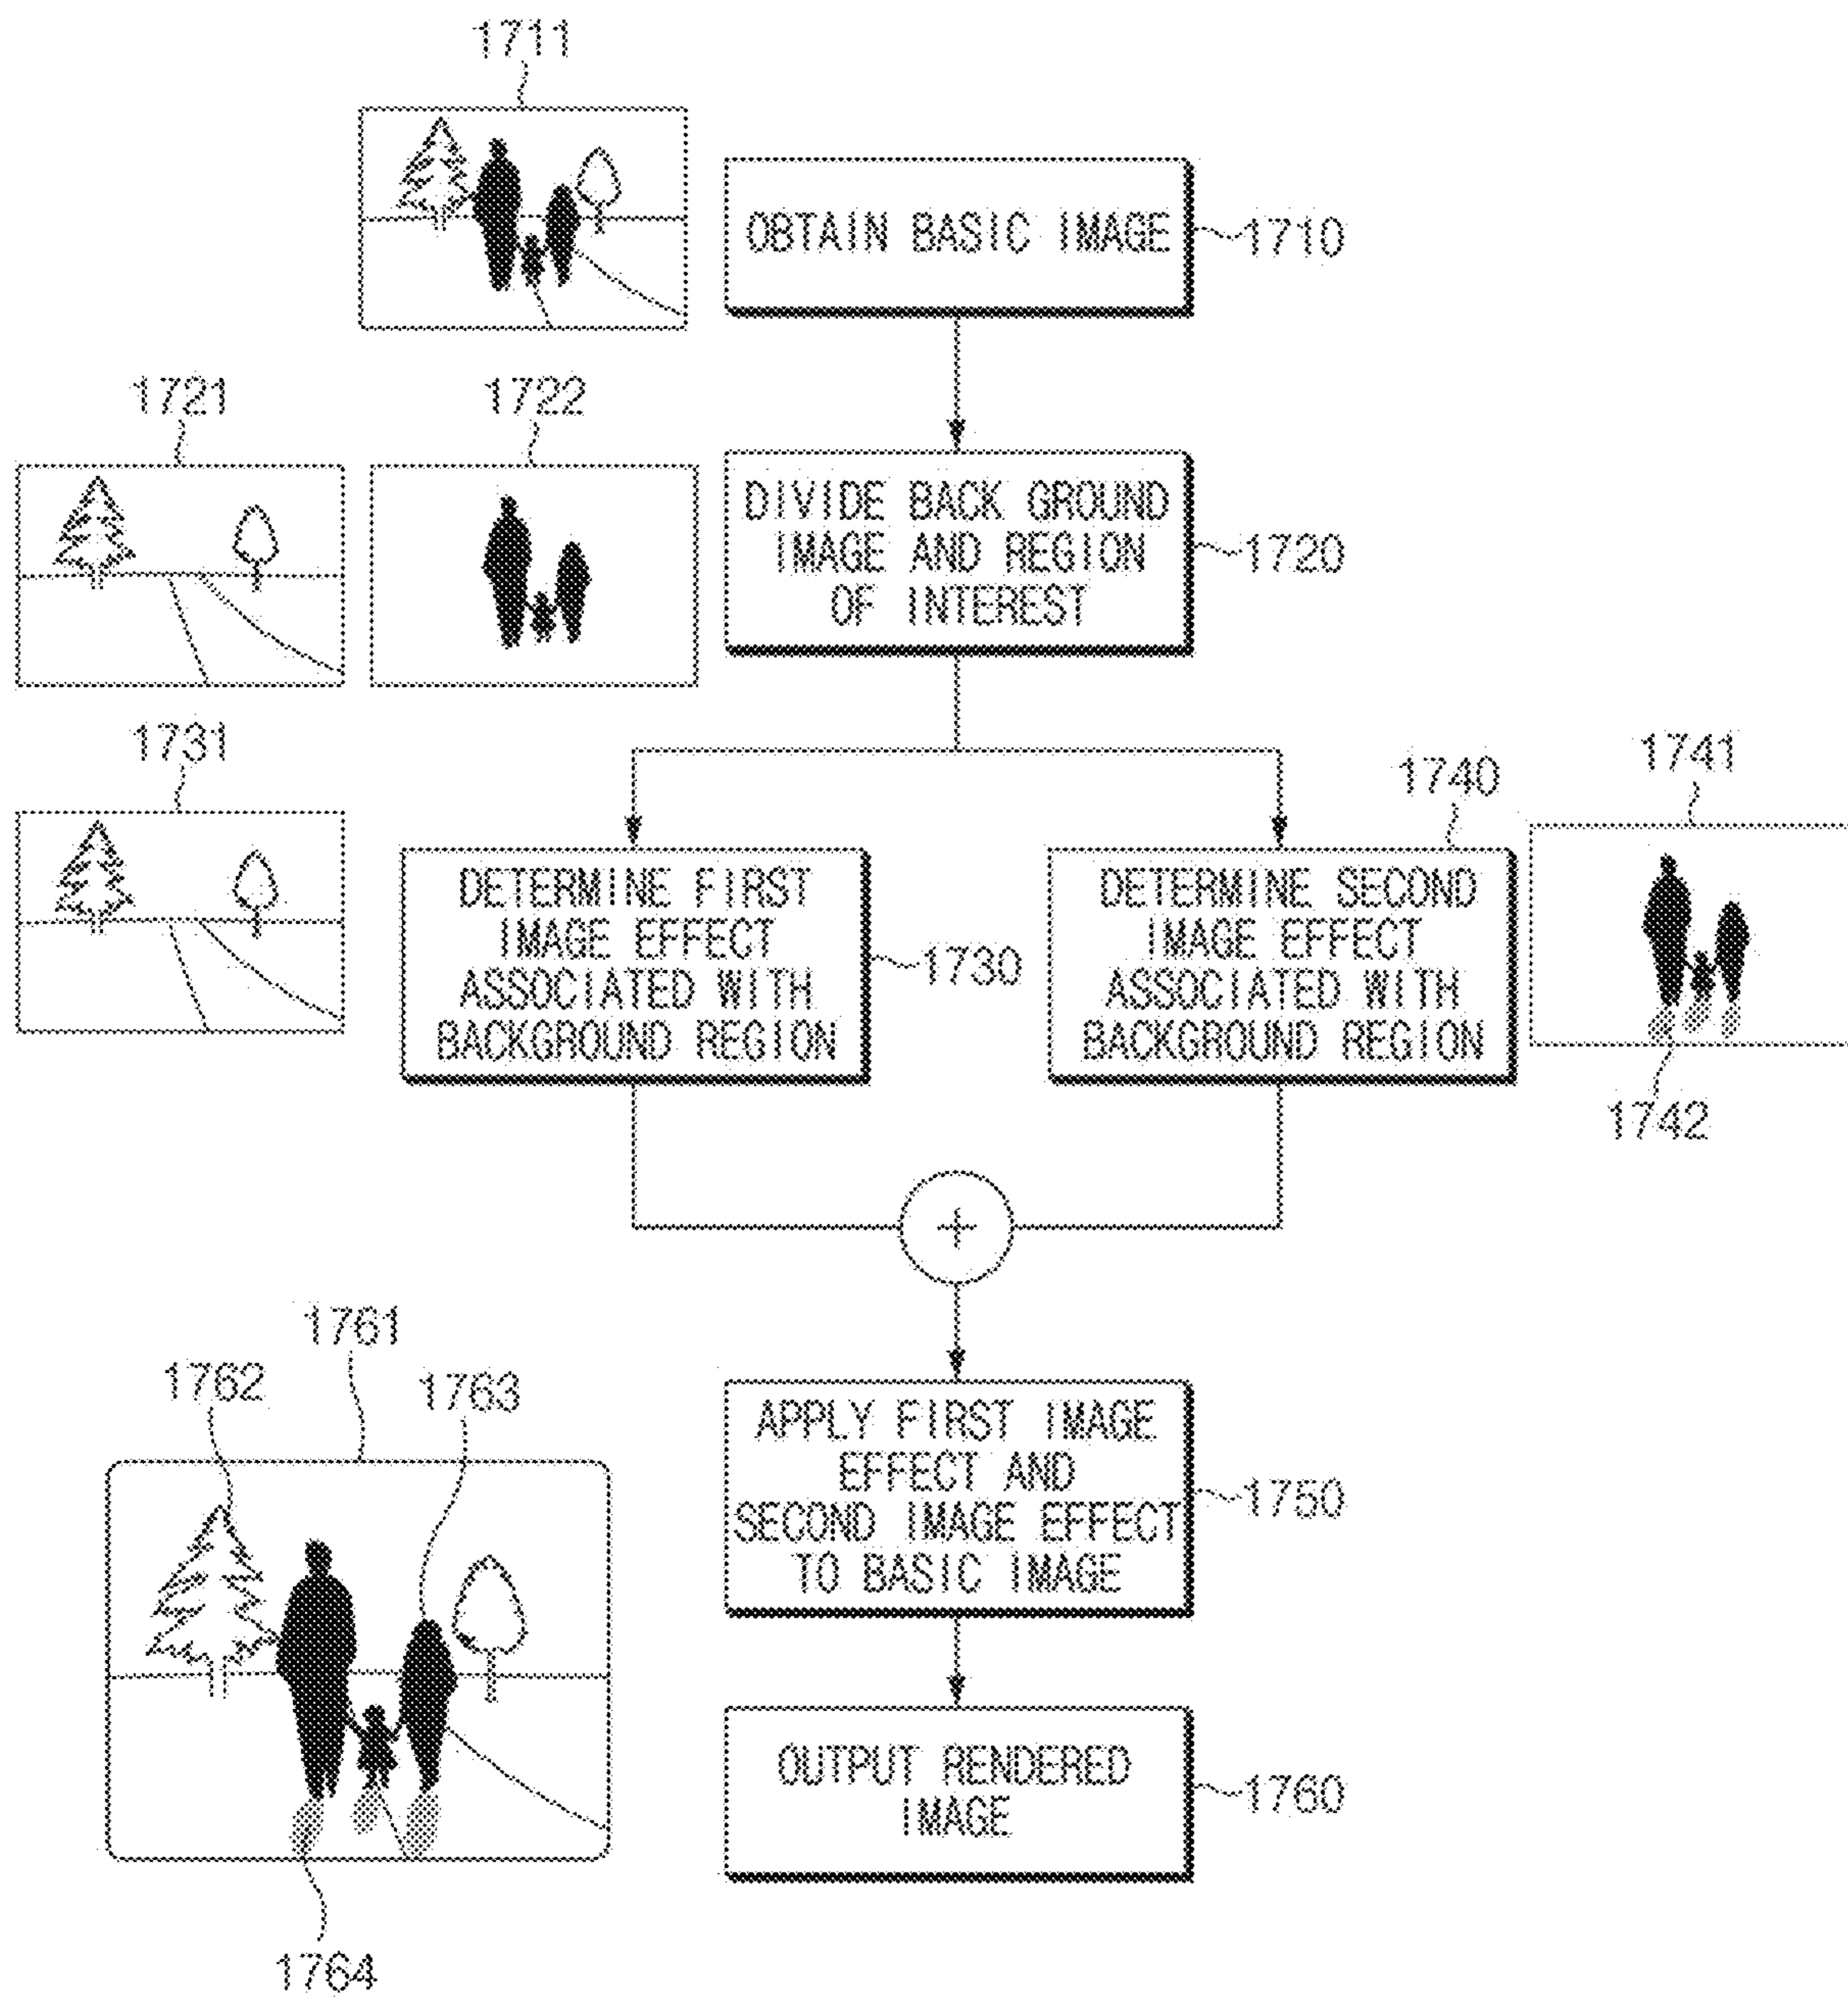 1711
OBTAIN BASIC IMAGE
1710
1721
1722
DIVIDE BACK GROUND
IMAGE AND REGION
OF INTEREST
1720
1731
1740
1741
DETERMINE FIRST
IMAGE EFFECT
ASSOCIATED WITH
BACKGROUND REGION
1730
DETERMINE SECOND
IMAGE EFFECT
ASSOCIATED WITH
BACKGROUND REGION
1742
+
1761
1762
1763
APPLY FIRST IMAGE
EFFECT AND
SECOND IMAGE EFFECT
TO BASIC IMAGE
1750
OUTPUT RENDERED
IMAGE
1760
1764